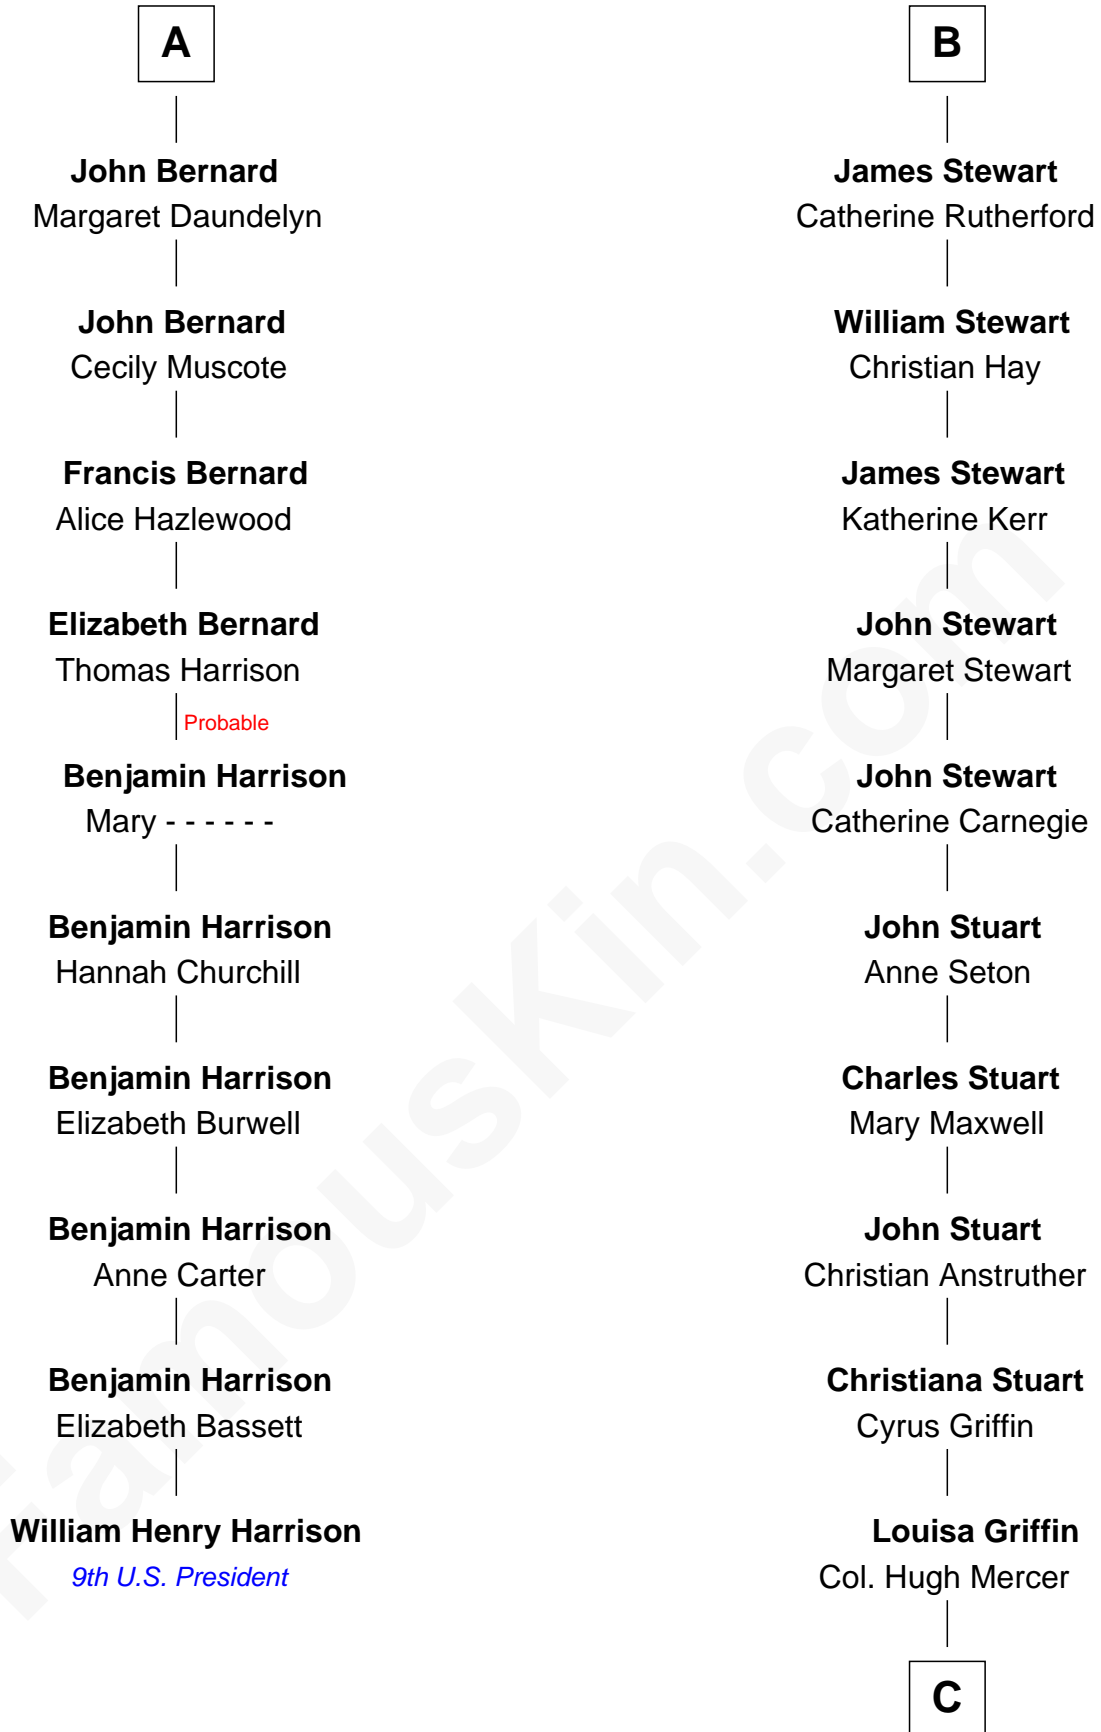 A
John Bernard
Margaret Daundelyn
John Bernard
Cecily Muscote
Francis Bernard
Alice Hazlewood
Elizabeth Bernard
Thomas Harrison
Probable
Benjamin Harrison
Mary - - - - - -
Benjamin Harrison
Hannah Churchill
Benjamin Harrison
Elizabeth Burwell
Benjamin Harrison
Anne Carter
Benjamin Harrison
Elizabeth Bassett
William Henry Harrison
9th U.S. President
B
James Stewart
Catherine Rutherford
William Stewart
Christian Hay
James Stewart
Katherine Kerr
John Stewart
Margaret Stewart
John Stewart
Catherine Carnegie
John Stuart
Anne Seton
Charles Stuart
Mary Maxwell
John Stuart
Christian Anstruther
Christiana Stuart
Cyrus Griffin
Louisa Griffin
Col. Hugh Mercer
C
FamousKin.com